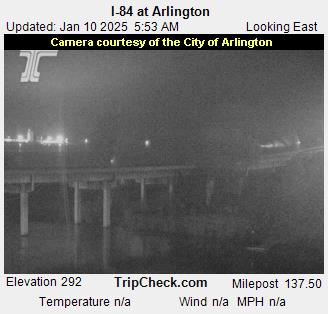 I-84 at Arlington
Updated: Jan 10 2025 5:53 AM Looking East
Camera courtesy of the City of Arlington
Elevation 292 TripCheck.com Milepost 137.50
Temperature n/a Wind n/a MPH n/a